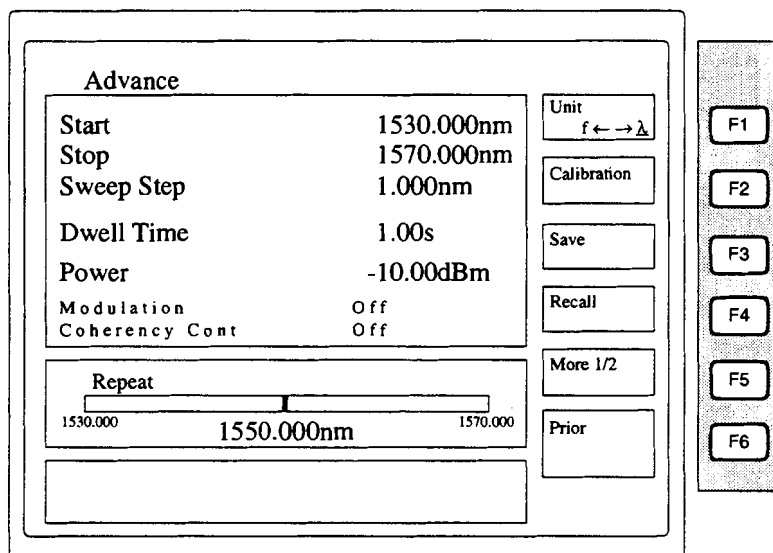 Advance
Start 1530.000nm
Stop 1570.000nm
Sweep Step 1.000nm
Dwell Time 1.00s
Power -10.00dBm
Modulation Off
Coherency Cont Off
Repeat
1530.000 1570.000
1550.000nm
Unit
f ← → λ
Calibration
Save
Recall
More 1/2
Prior
F1
F2
F3
F4
F5
F6